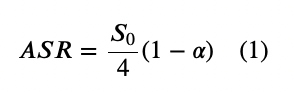 ASR = S₀/4 (1 − α) (1)